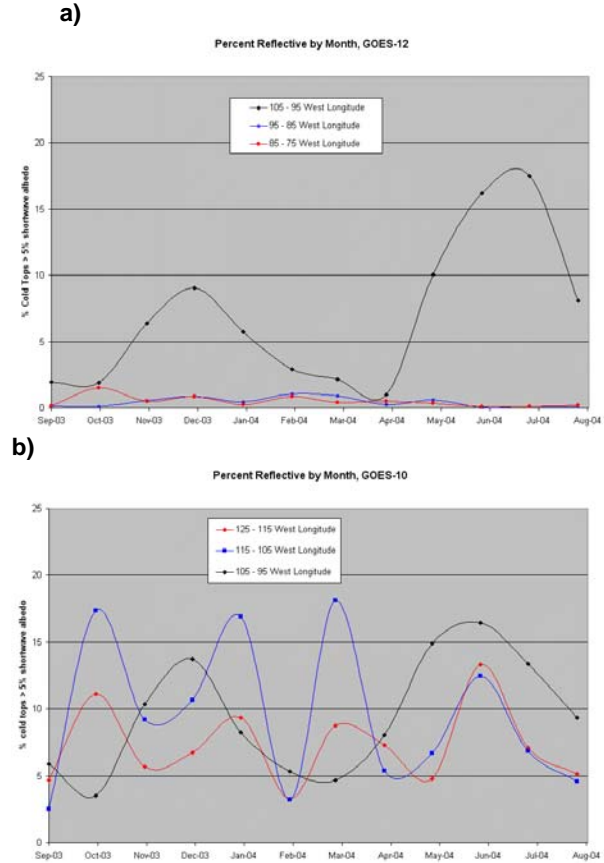 a)
Percent Reflective by Month, GOES-12
25
20
15
10
5
0
% Cold Tops > 5% shortwave albedo
105 - 95 West Longitude
95 - 85 West Longitude
85 - 75 West Longitude
Sep-03 Oct-03 Nov-03 Dec-03 Jan-04 Feb-04 Mar-04 Apr-04 May-04 Jun-04 Jul-04 Aug-04
b)
Percent Reflective by Month, GOES-10
25
20
15
10
5
0
% cold tops > 5% shortwave albedo
125 - 115 West Longitude
115 - 105 West Longitude
105 - 95 West Longitude
Sep-03 Oct-03 Nov-03 Dec-03 Jan-04 Feb-04 Mar-04 Apr-04 May-04 Jun-04 Jul-04 Aug-04